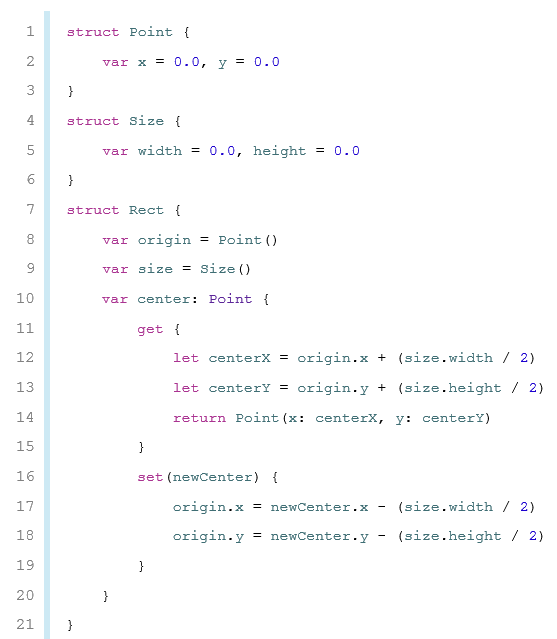 1 struct Point {
2     var x = 0.0, y = 0.0
3 }
4 struct Size {
5     var width = 0.0, height = 0.0
6 }
7 struct Rect {
8     var origin = Point()
9     var size = Size()
10     var center: Point {
11         get {
12             let centerX = origin.x + (size.width / 2)
13             let centerY = origin.y + (size.height / 2)
14             return Point(x: centerX, y: centerY)
15         }
16         set(newCenter) {
17             origin.x = newCenter.x - (size.width / 2)
18             origin.y = newCenter.y - (size.height / 2)
19         }
20     }
21 }